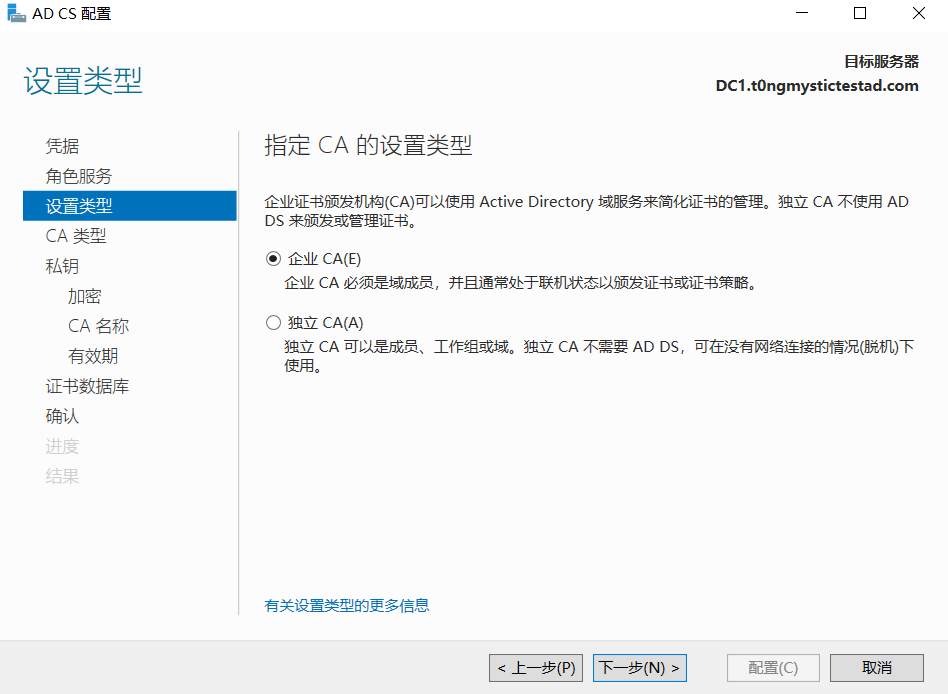 AD CS 配置
设置类型
目标服务器
DC1.t0ngmystictestad.com
凭据
角色服务
设置类型
CA 类型
私钥
加密
CA 名称
有效期
证书数据库
确认
进度
结果
指定 CA 的设置类型
企业证书颁发机构(CA)可以使用 Active Directory 域服务来简化证书的管理。独立 CA 不使用 AD
DS 来颁发或管理证书。
企业 CA(E)
企业 CA 必须是域成员，并且通常处于联机状态以颁发证书或证书策略。
独立 CA(A)
独立 CA 可以是成员、工作组或域。独立 CA 不需要 AD DS，可在没有网络连接的情况(脱机)下
使用。
有关设置类型的更多信息
< 上一步(P)
下一步(N) >
配置(C)
取消